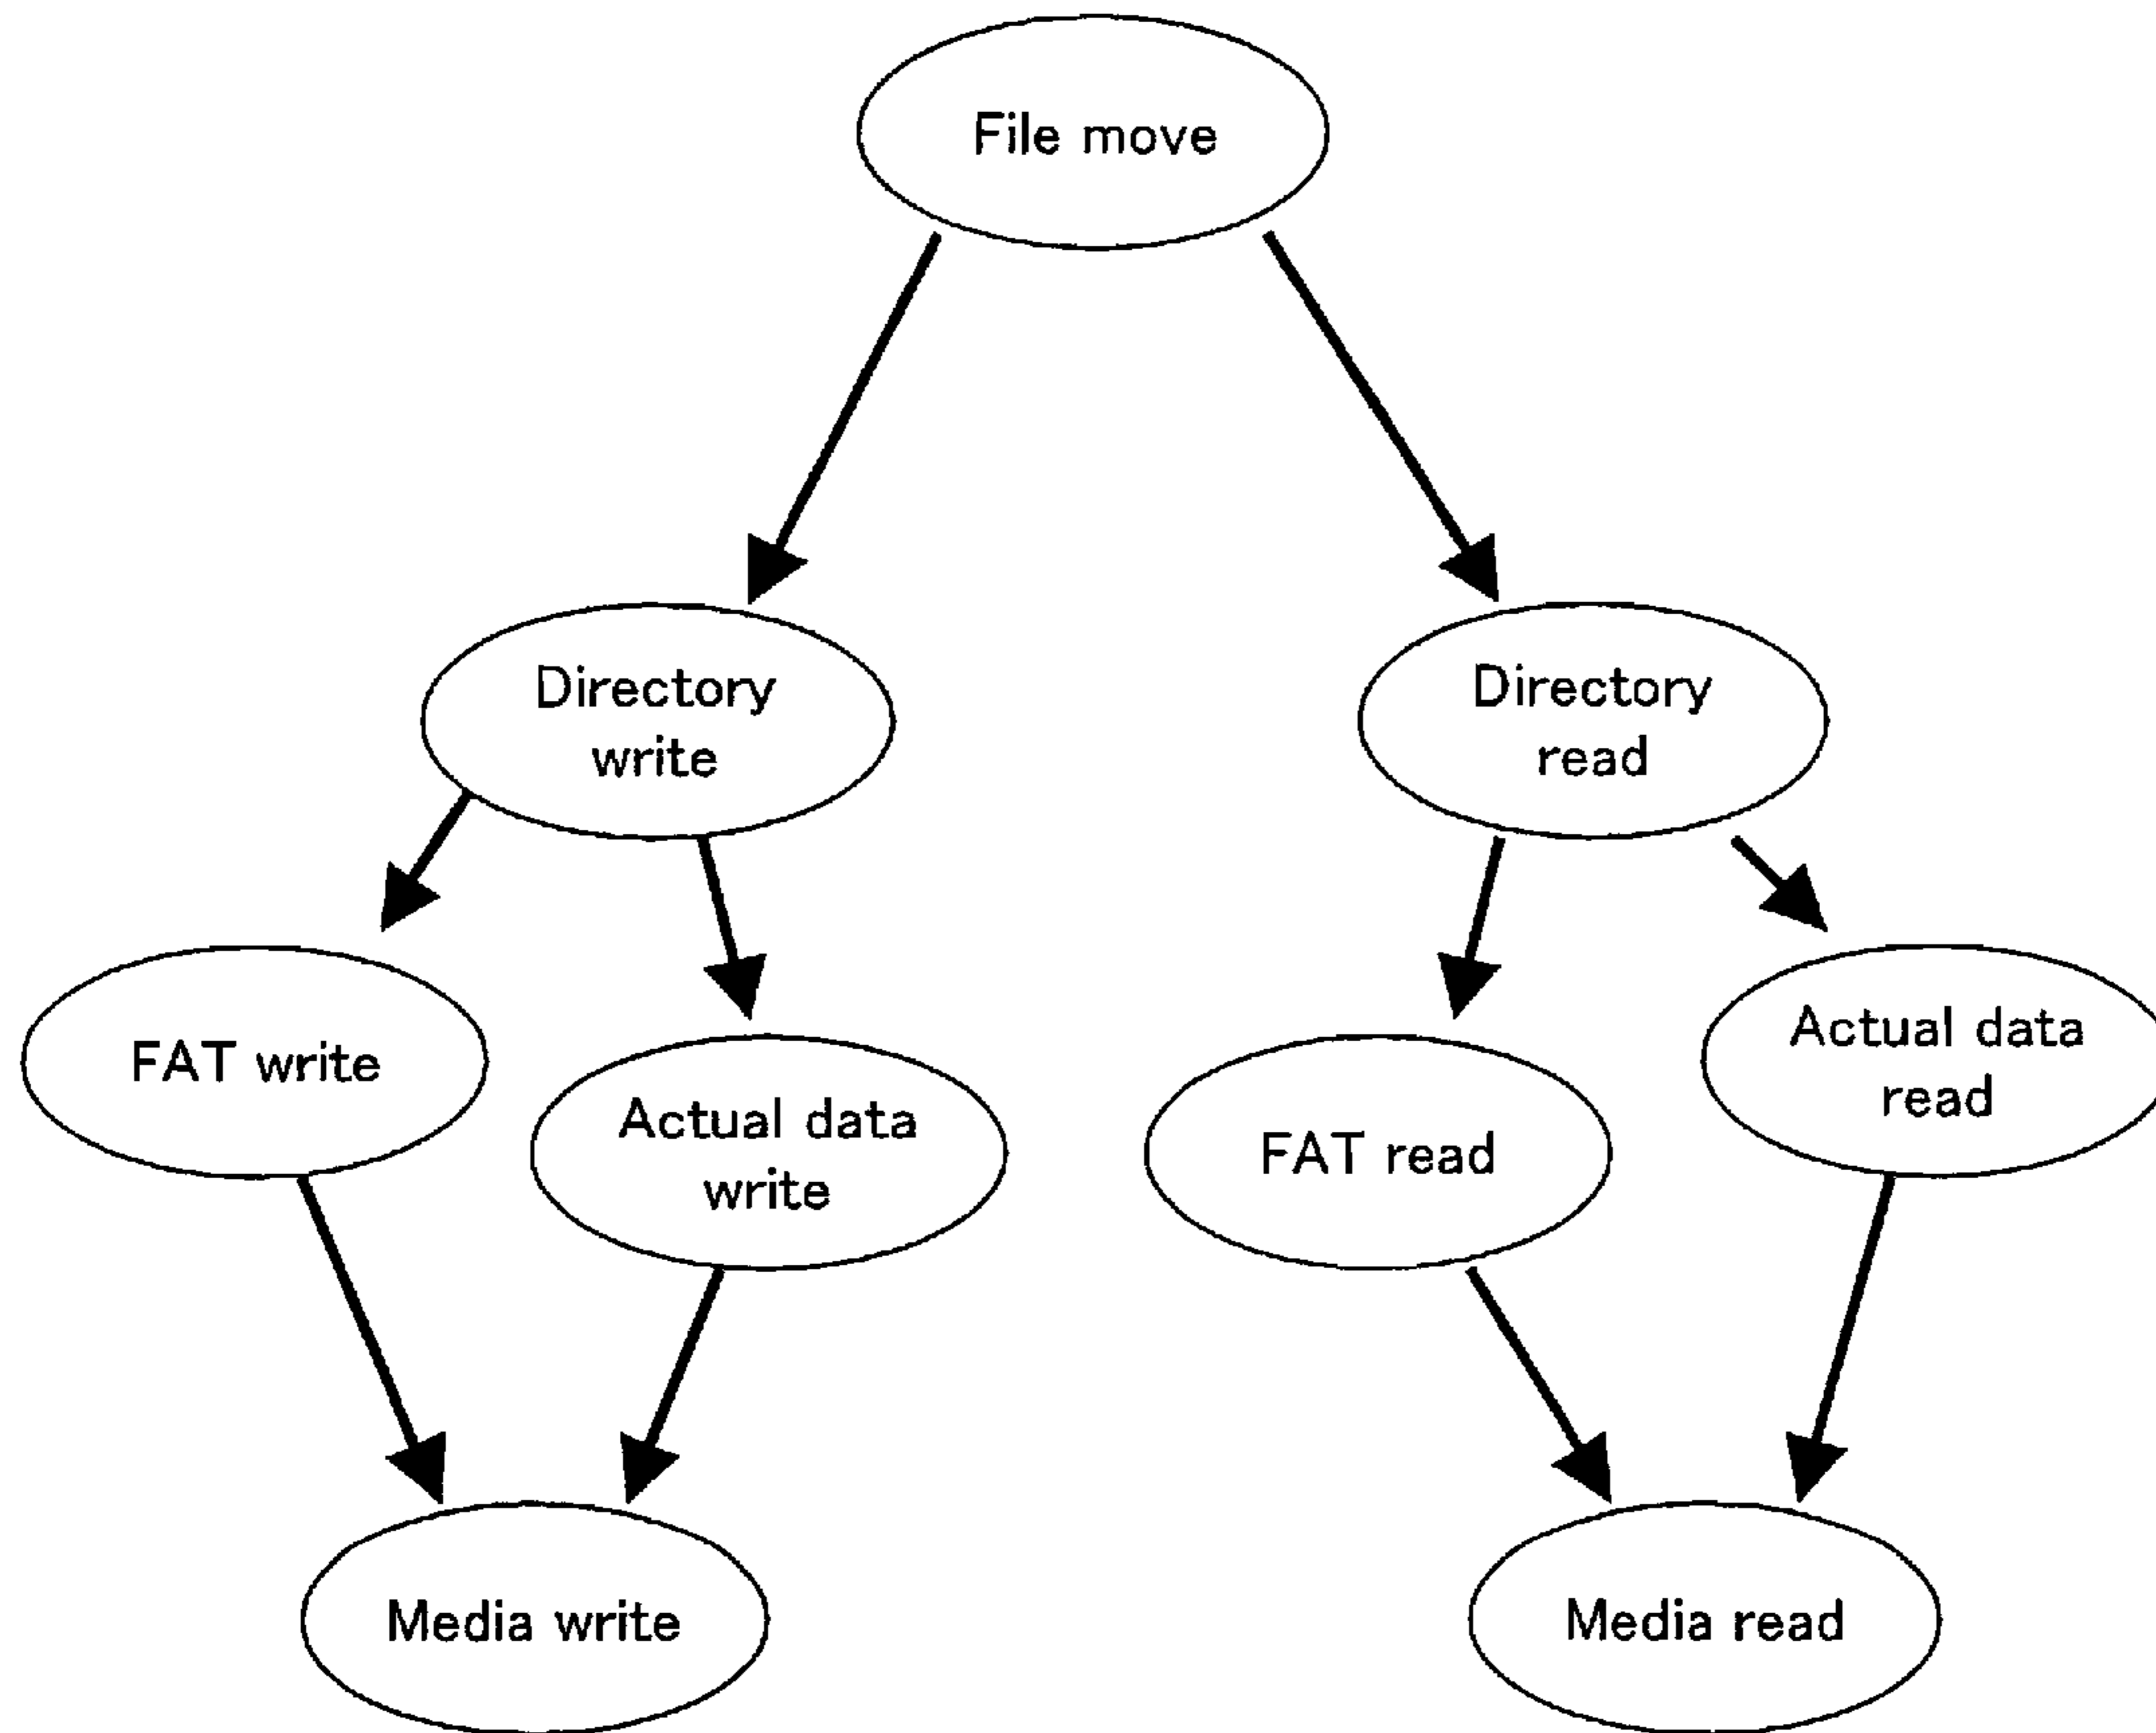 File move
Directory
write
Directory
read
FAT write
Actual data
write
FAT read
Actual data
read
Media write
Media read